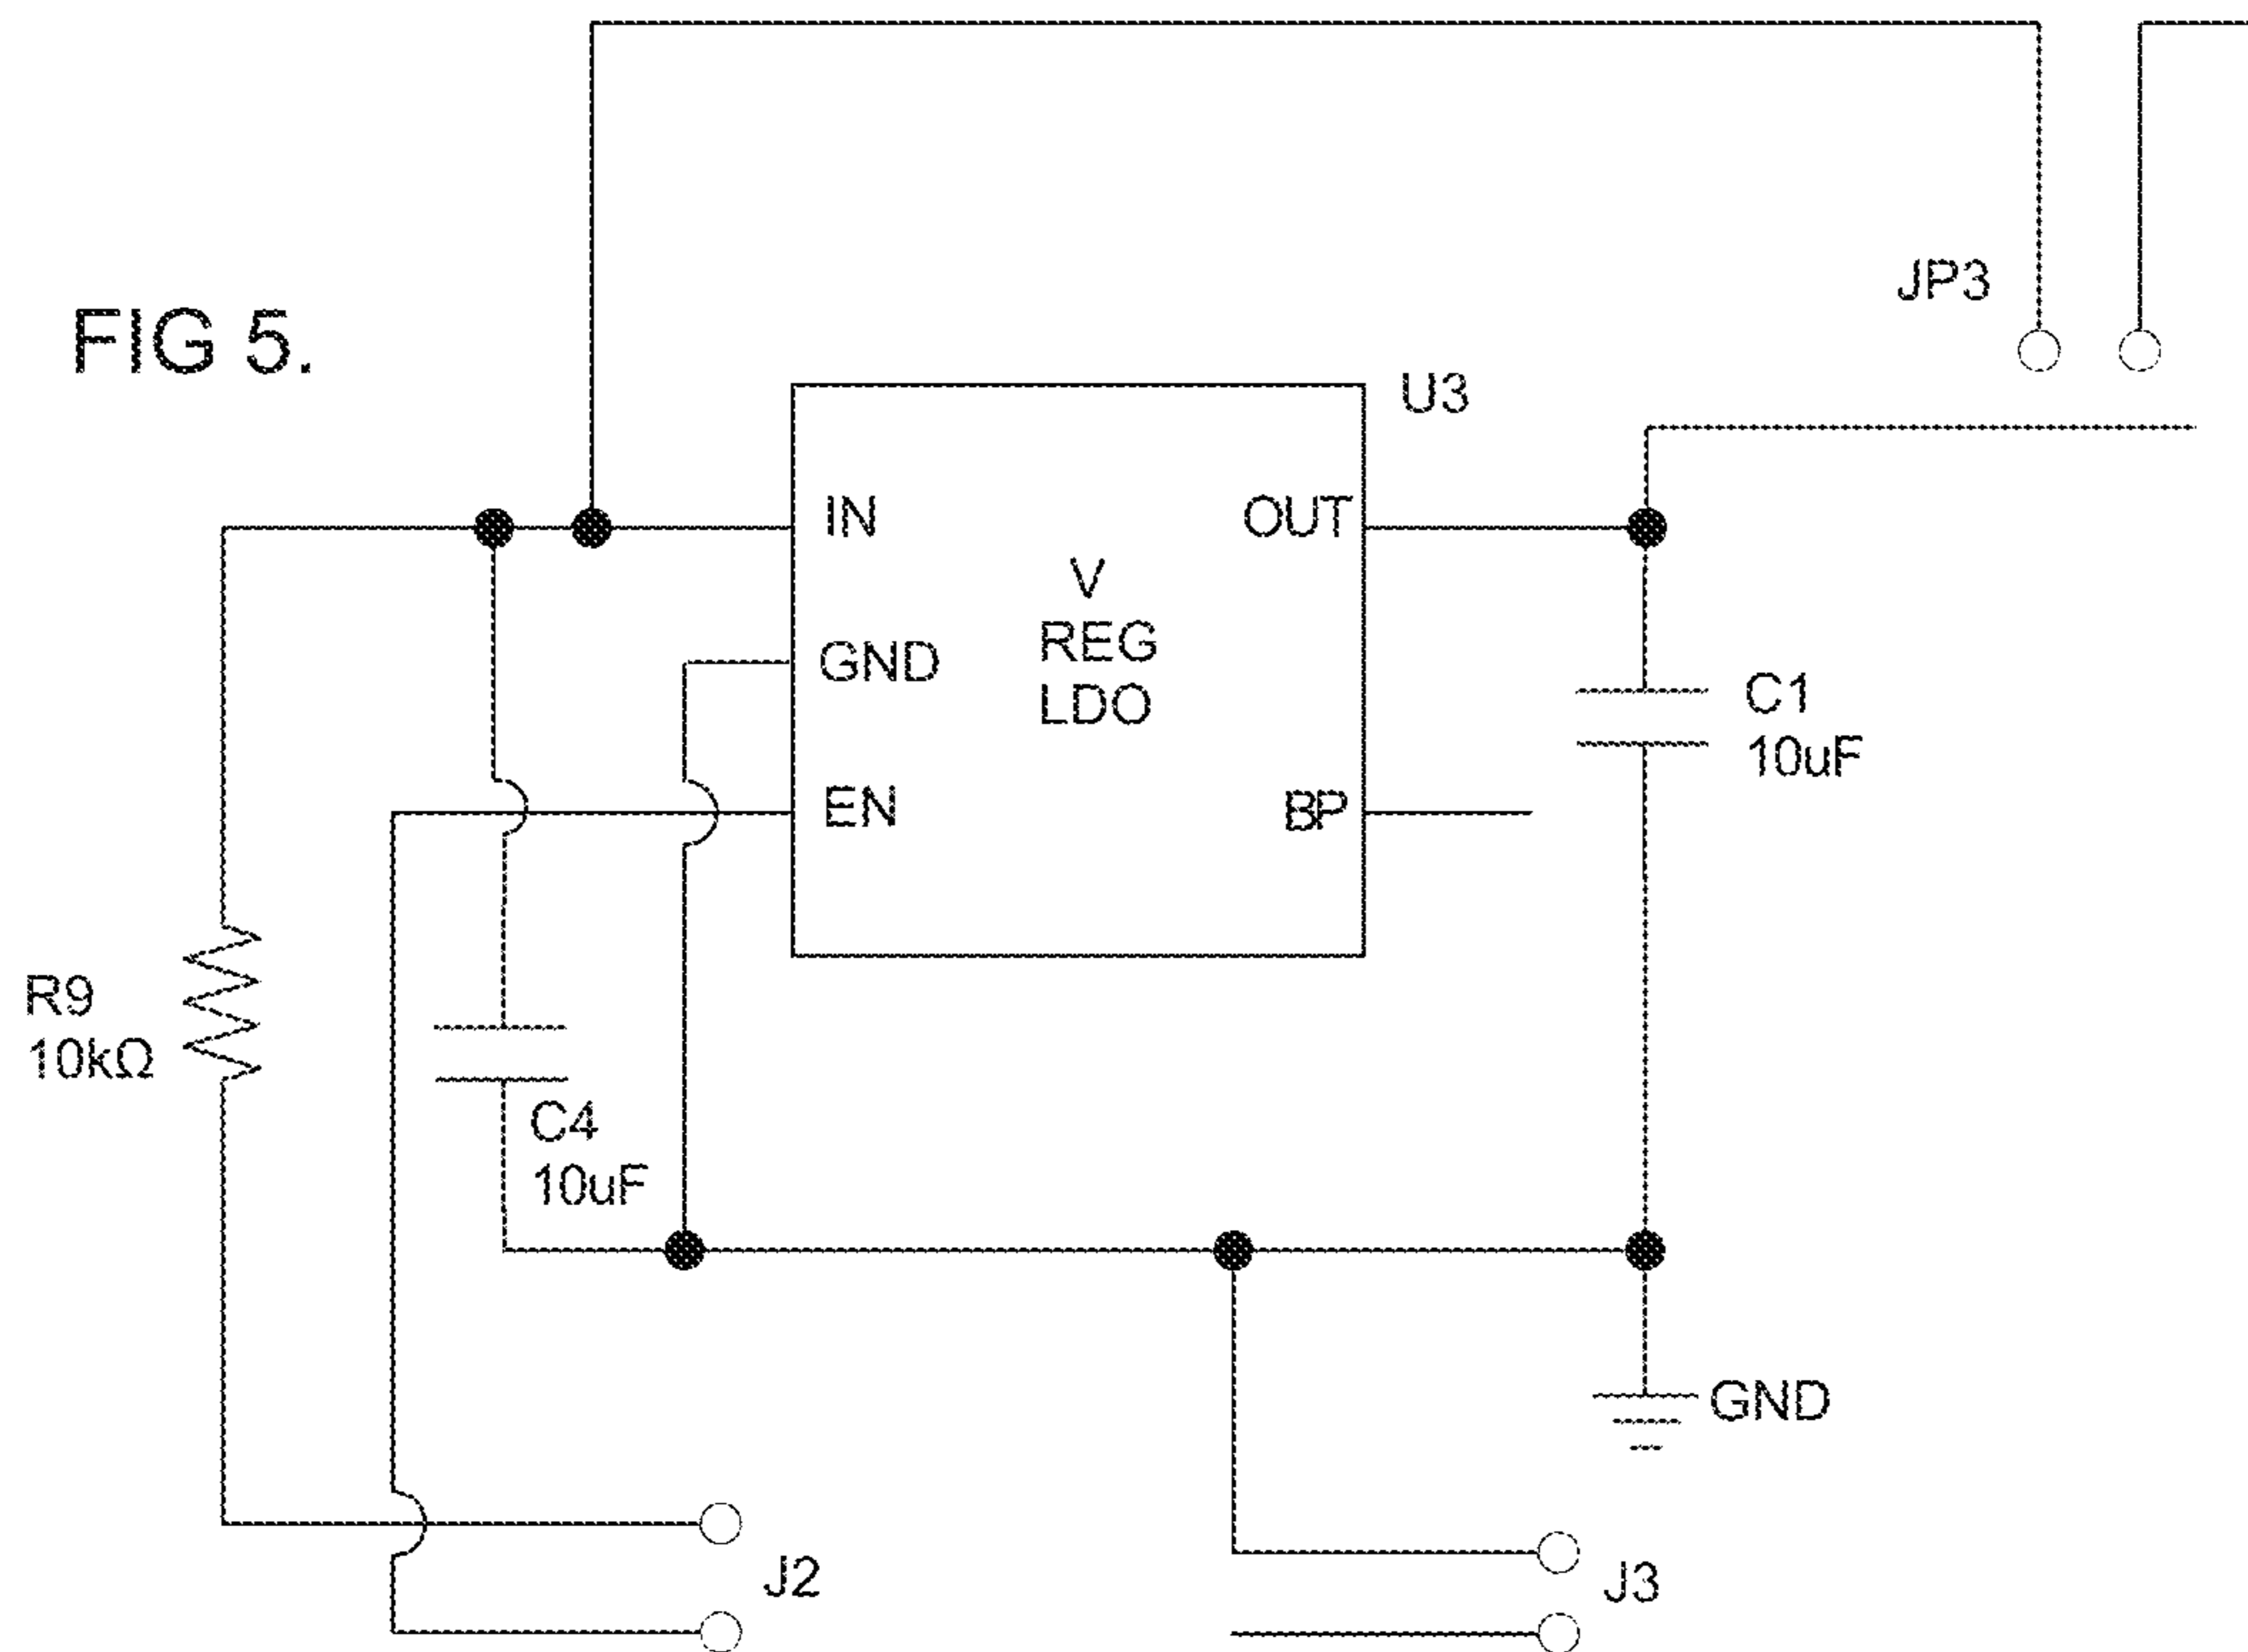 JP3
FIG 5.
U3
IN
OUT
V
REG
LDO
GND
C1
10uF
EN
BP
R9
10kΩ
C4
10uF
GND
J2
J3